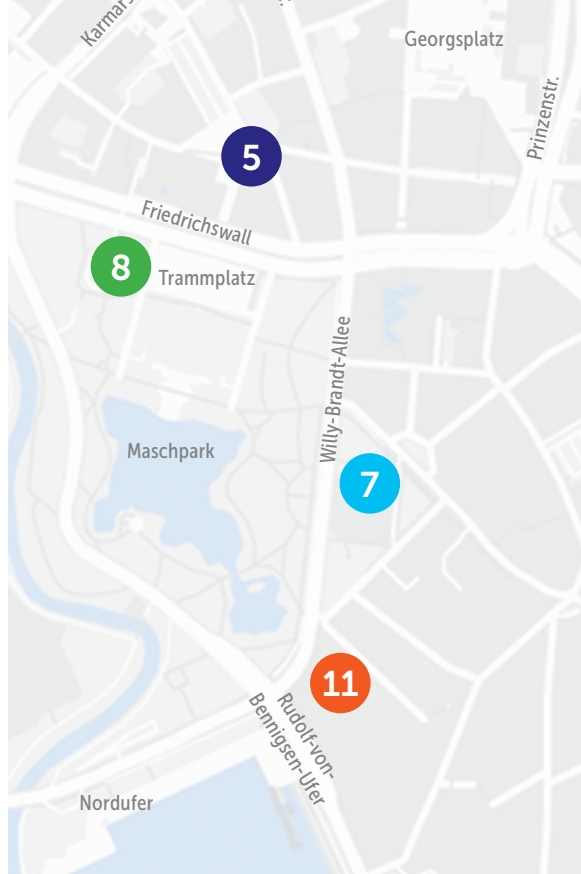 Georgsplatz
Prinzenstr.
5
Friedrichswall
8
Trammplatz
Willy-Brandt-Allee
Maschpark
7
11
Rudolf-von-
Bennigsen-Ufer
Nordufer